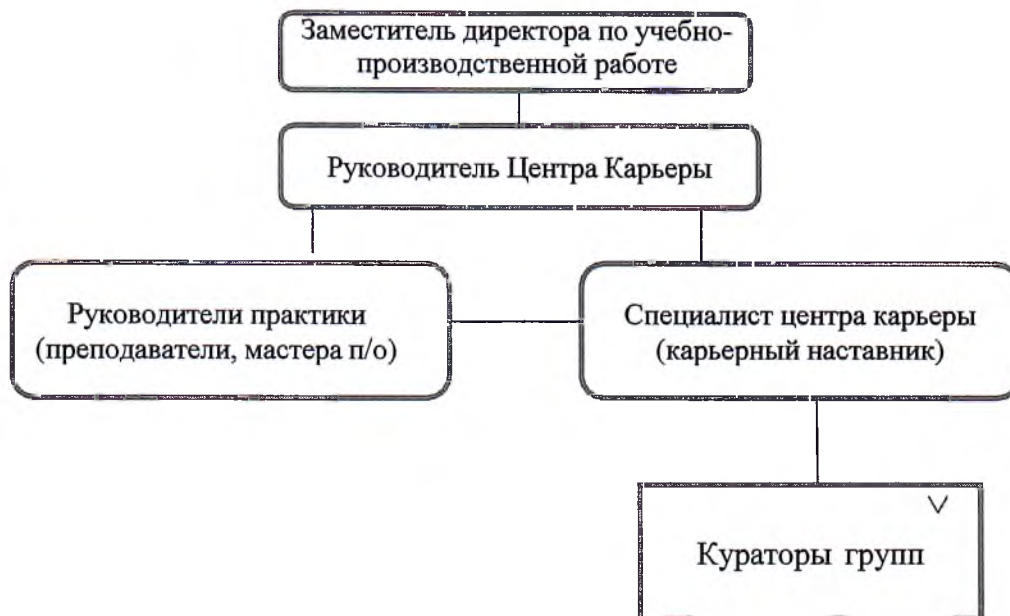 Заместитель директора по учебно-
производственной работе
Руководитель Центра Карьеры
Руководители практики
(преподаватели, мастера п/о)
Специалист центра карьеры
(карьерный наставник)
Кураторы групп